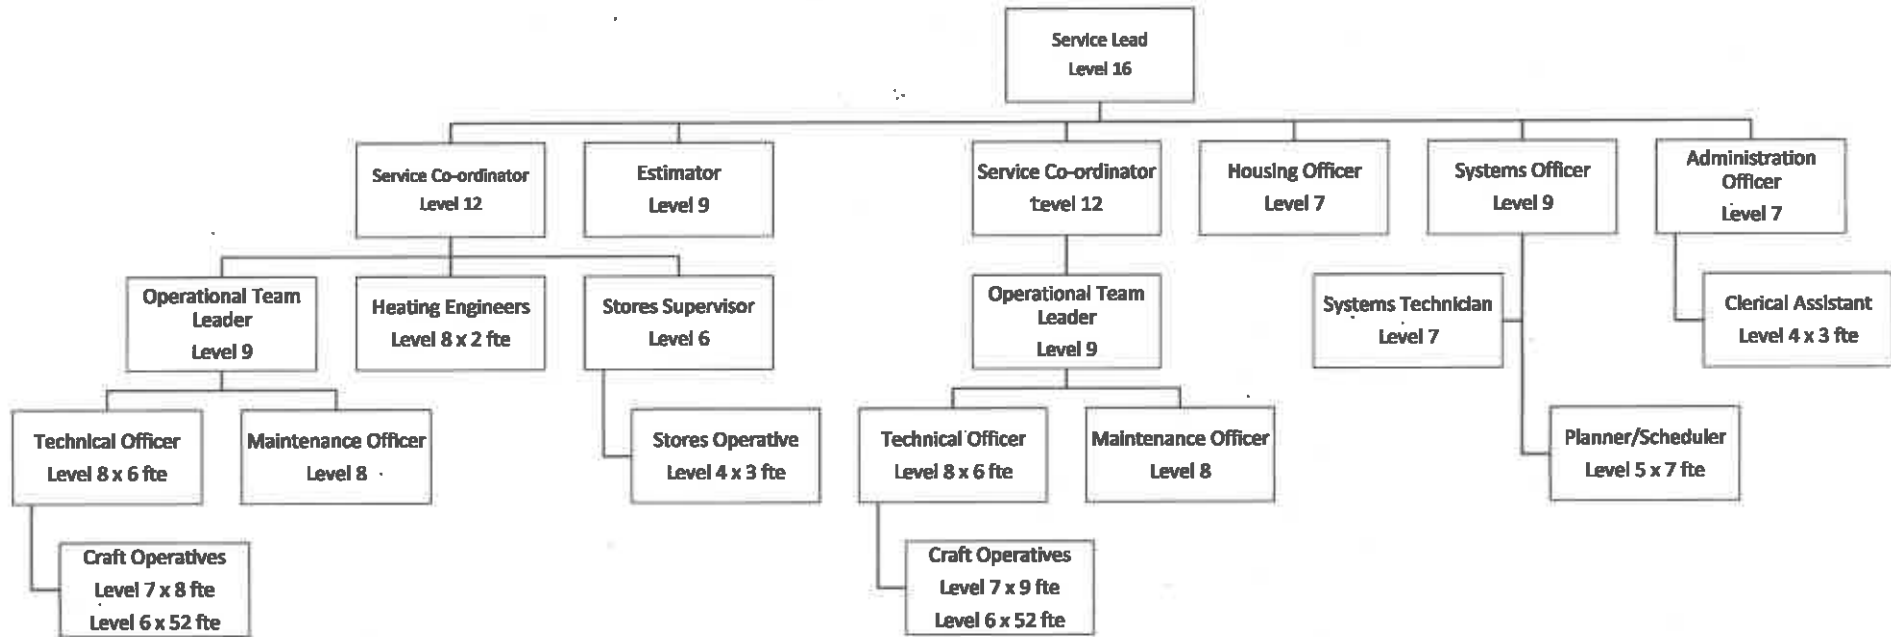 Service Lead
Level 16
Service Co-ordinator
Level 12
Estimator
Level 9
Service Co-ordinator
Level 12
Housing Officer
Level 7
Systems Officer
Level 9
Administration
Officer
Level 7
Operational Team
Leader
Level 9
Heating Engineers
Level 8 x 2 fte
Stores Supervisor
Level 6
Operational Team
Leader
Level 9
Systems Technician
Level 7
Clerical Assistant
Level 4 x 3 fte
Technical Officer
Level 8 x 6 fte
Maintenance Officer
Level 8
Stores Operative
Level 4 x 3 fte
Technical Officer
Level 8 x 6 fte
Maintenance Officer
Level 8
Planner/Scheduler
Level 5 x 7 fte
Craft Operatives
Level 7 x 8 fte
Level 6 x 52 fte
Craft Operatives
Level 7 x 9 fte
Level 6 x 52 fte